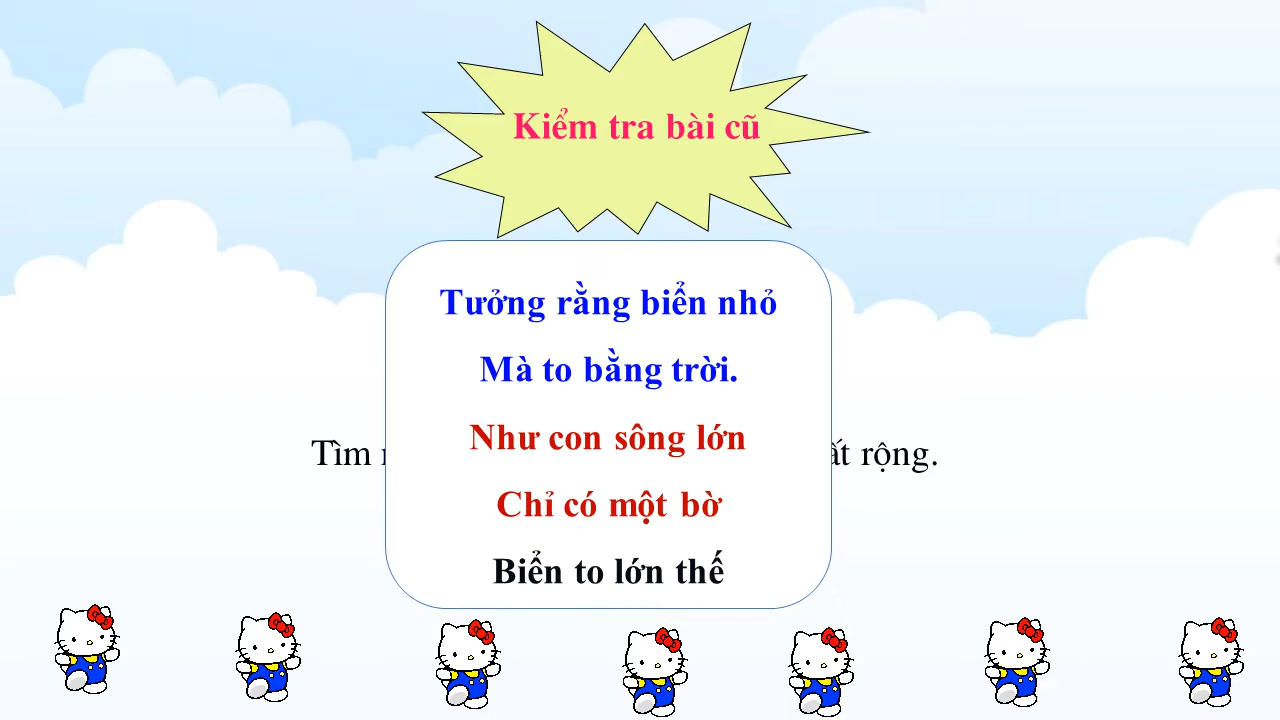 Kiểm tra bài cũ
Tưởng rằng biển nhỏ
Mà to bằng trời.
Như con sông lớn
Tìm ất rộng.
Chỉ có một bờ
Biển to lớn thế